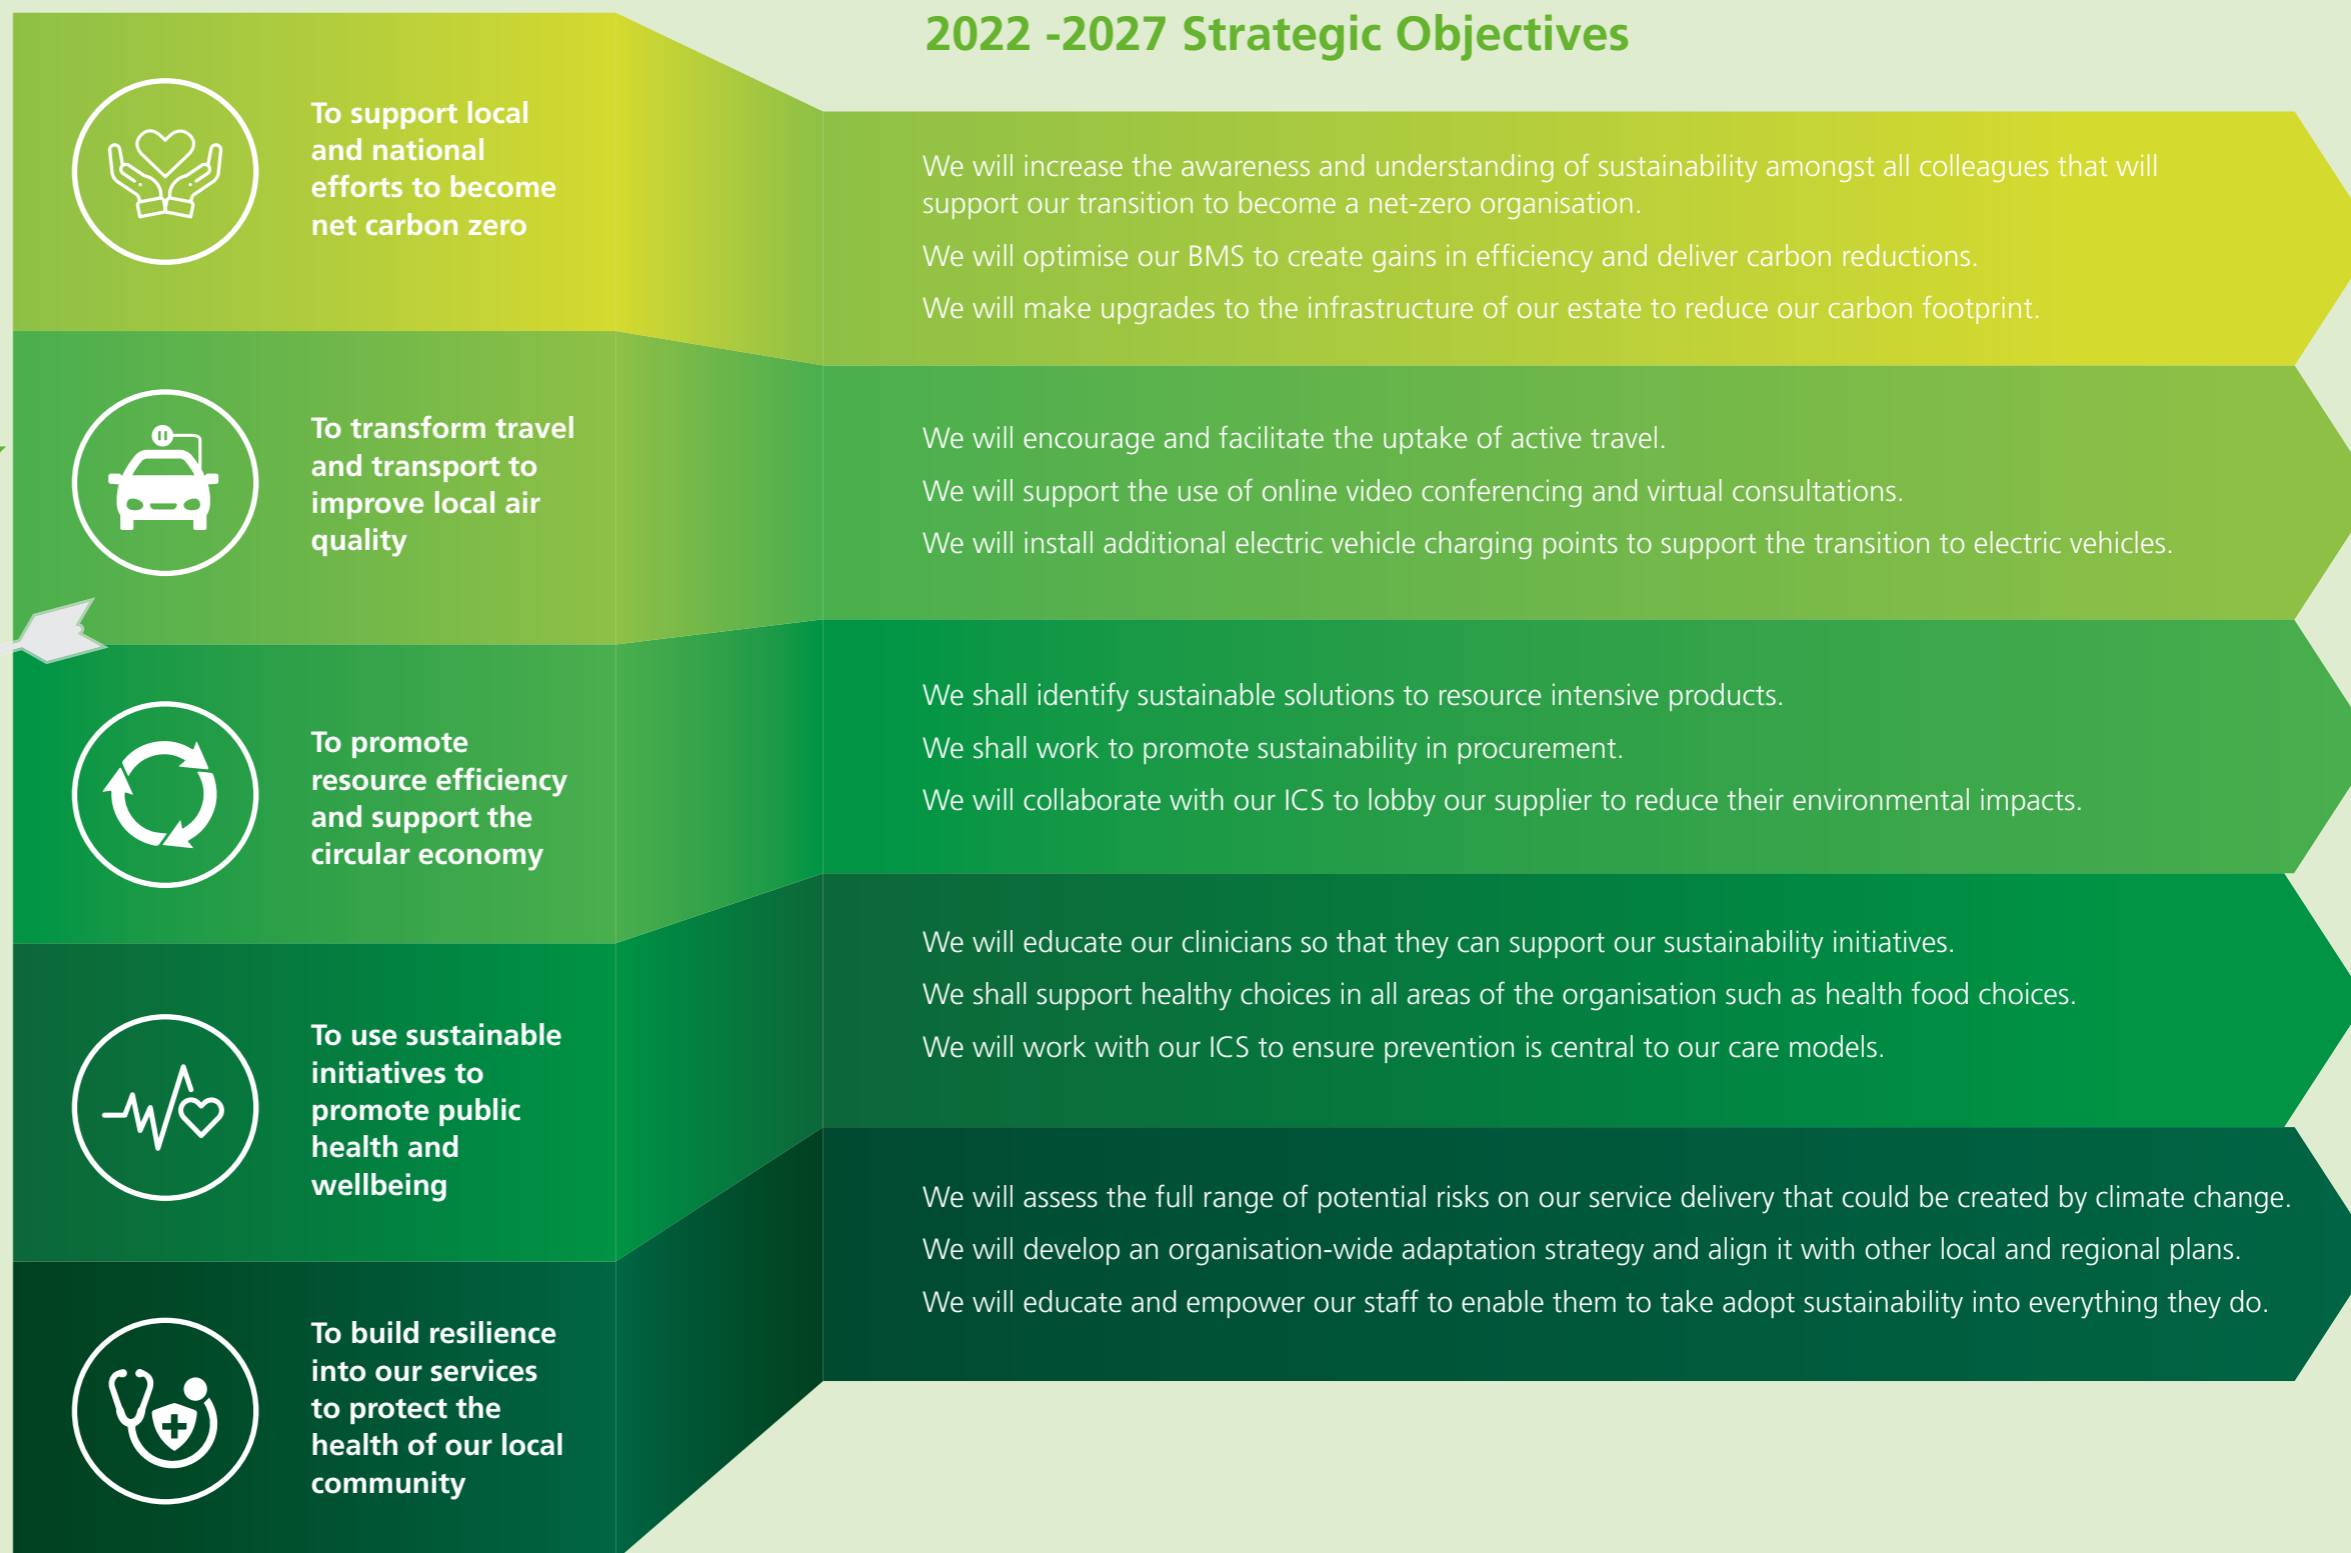 2022 -2027 Strategic Objectives
To support local
and national
efforts to become
net carbon zero
We will increase the awareness and understanding of sustainability amongst all colleagues that will
support our transition to become a net-zero organisation.
We will optimise our BMS to create gains in efficiency and deliver carbon reductions.
We will make upgrades to the infrastructure of our estate to reduce our carbon footprint.
To transform travel
and transport to
improve local air
quality
We will encourage and facilitate the uptake of active travel.
We will support the use of online video conferencing and virtual consultations.
We will install additional electric vehicle charging points to support the transition to electric vehicles.
To promote
resource efficiency
and support the
circular economy
We shall identify sustainable solutions to resource intensive products.
We shall work to promote sustainability in procurement.
We will collaborate with our ICS to lobby our supplier to reduce their environmental impacts.
To use sustainable
initiatives to
promote public
health and
wellbeing
We will educate our clinicians so that they can support our sustainability initiatives.
We shall support healthy choices in all areas of the organisation such as health food choices.
We will work with our ICS to ensure prevention is central to our care models.
To build resilience
into our services
to protect the
health of our local
community
We will assess the full range of potential risks on our service delivery that could be created by climate change.
We will develop an organisation-wide adaptation strategy and align it with other local and regional plans.
We will educate and empower our staff to enable them to take adopt sustainability into everything they do.